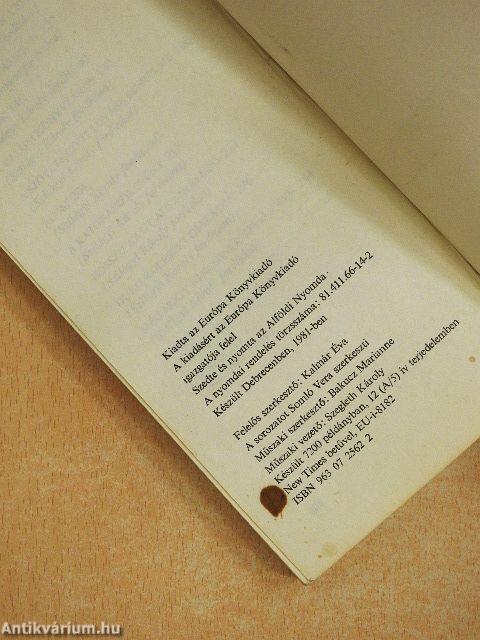 Kiadta az Európa Könyvkiadó
A kiadásért az Európa Könyvkiadó
igazgatója felel
Szedte és nyomta az Alföldi Nyomda
A nyomdai rendelés törzsszáma: 81.411.66-14-2
Készült Debrecenben, 1981-ben
Felelős szerkesztő: Kalmár Éva
A sorozatot Somló Vera szerkeszti
Műszaki szerkesztő: Bakucz Marianne
Műszaki vezető: Szegleth Károly
Készült 7200 példányban, 12 (A/5) ív terjedelemben
New Times betűvel, EU-i-8182
ISBN 963 07 2562 2
Antikvárium.hu